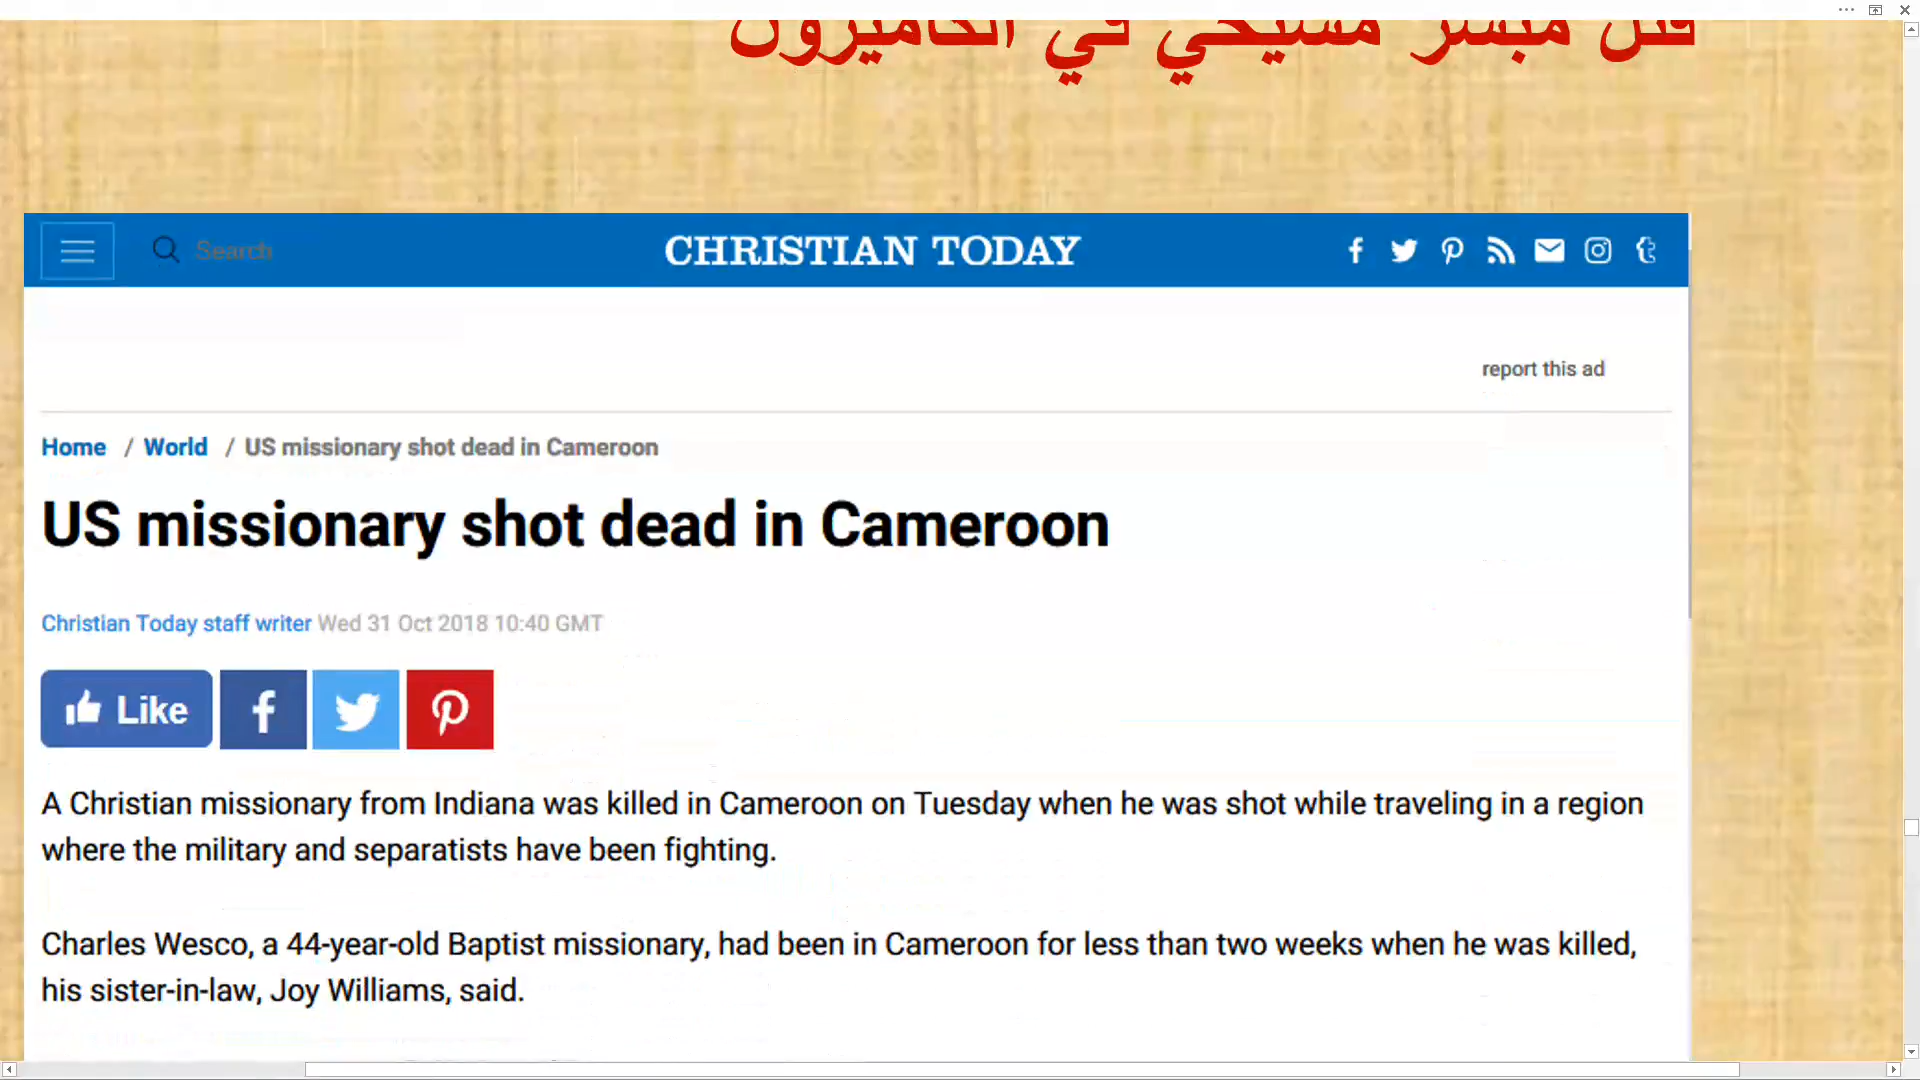 قتل مبشر مسيحي في الكاميرون
Search
CHRISTIAN TODAY
report this ad
Home / World / US missionary shot dead in Cameroon
US missionary shot dead in Cameroon
Christian Today staff writer Wed 31 Oct 2018 10:40 GMT
Like
A Christian missionary from Indiana was killed in Cameroon on Tuesday when he was shot while traveling in a region
where the military and separatists have been fighting.
Charles Wesco, a 44-year-old Baptist missionary, had been in Cameroon for less than two weeks when he was killed,
his sister-in-law, Joy Williams, said.